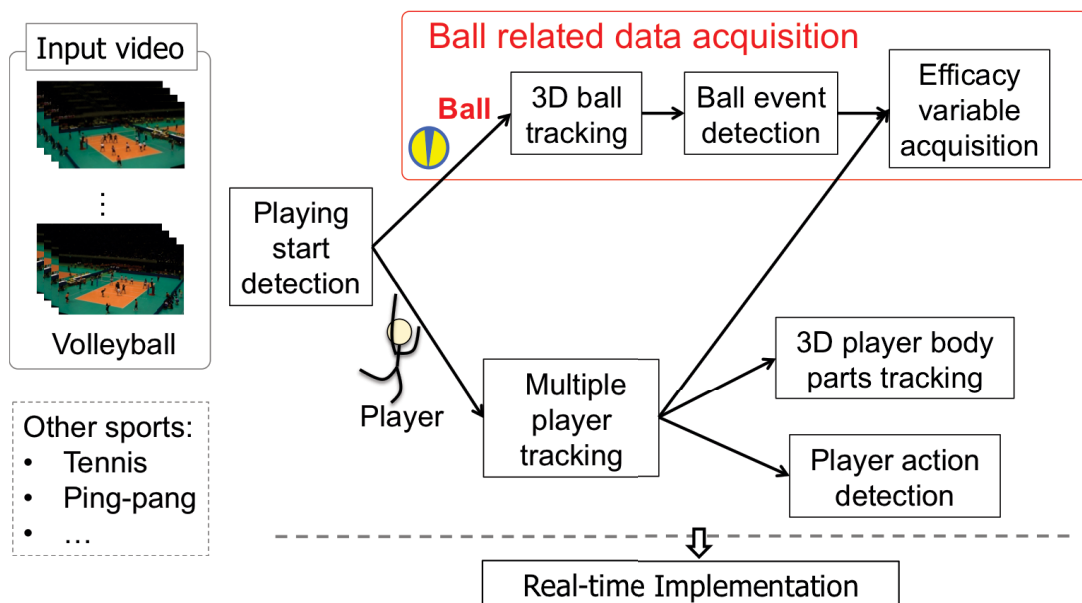 Input video
⋮
Volleyball
Other sports:
• Tennis
• Ping-pang
• …
Playing
start
detection
Ball related data acquisition
Ball
3D ball
tracking
Ball event
detection
Efficacy
variable
acquisition
Player
Multiple
player
tracking
3D player body
parts tracking
Player action
detection
Real-time Implementation